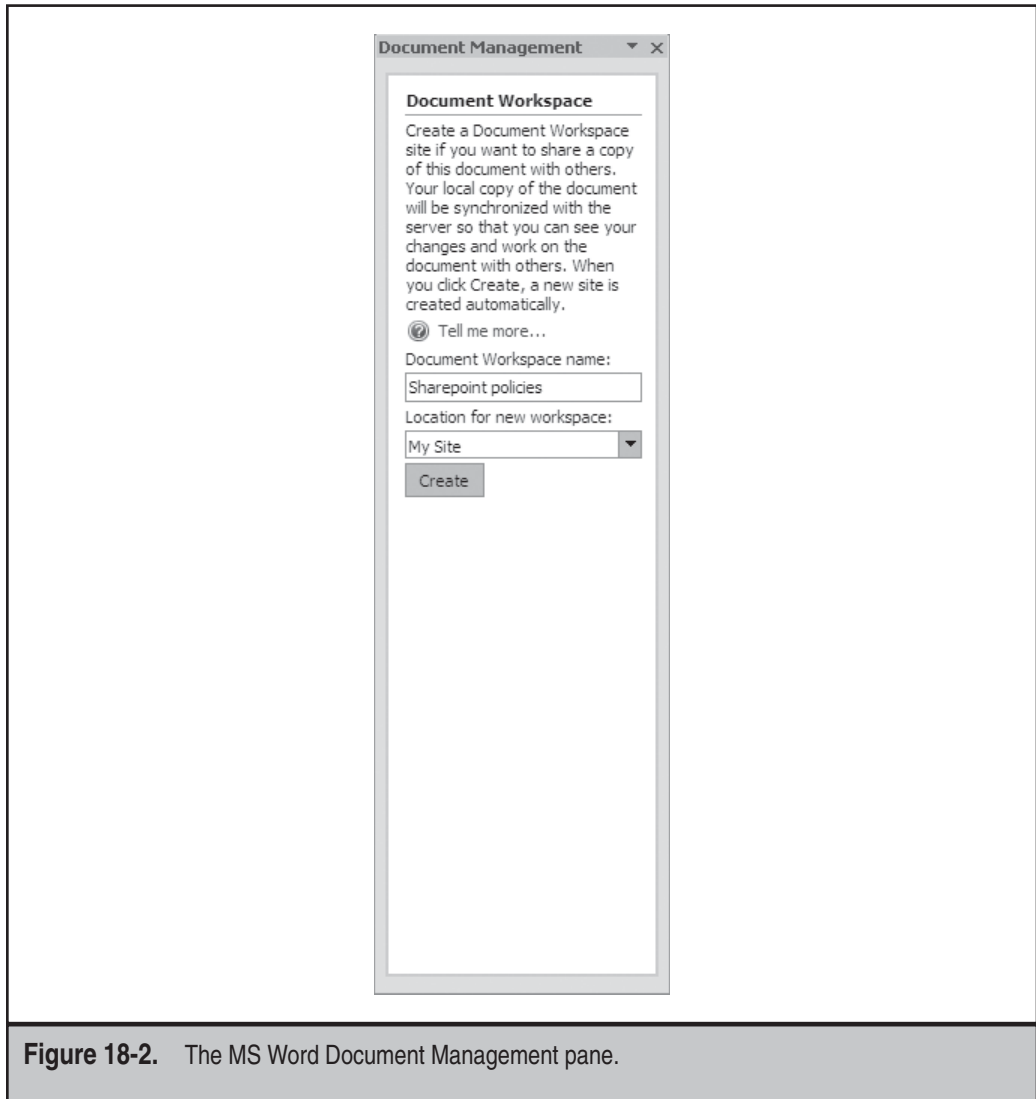 Document Management
Document Workspace
Create a Document Workspace
site if you want to share a copy
of this document with others.
Your local copy of the document
will be synchronized with the
server so that you can see your
changes and work on the
document with others. When
you click Create, a new site is
created automatically.
Tell me more...
Document Workspace name:
Sharepoint policies
Location for new workspace:
My Site
Create
Figure 18-2. The MS Word Document Management pane.